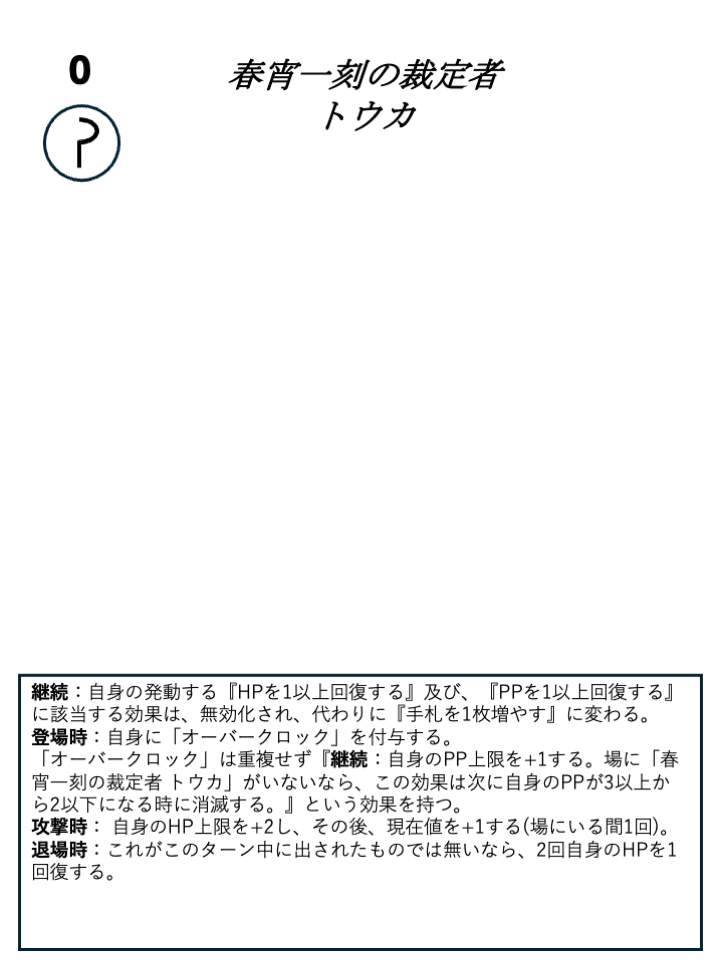 0
春宵一刻の裁定者
トウカ
継続：自身の発動する『HPを1以上回復する』及び、『PPを1以上回復する』
に該当する効果は、無効化され、代わりに『手札を1枚増やす』に変わる。
登場時：自身に「オーバークロック」を付与する。
「オーバークロック」は重複せず『継続：自身のPP上限を+1する。場に「春
宵一刻の裁定者 トウカ」がいないなら、この効果は次に自身のPPが3以上か
ら2以下になる時に消滅する。』という効果を持つ。
攻撃時： 自身のHP上限を+2し、その後、現在値を+1する(場にいる間1回)。
退場時：これがこのターン中に出されたものでは無いなら、2回自身のHPを1
回復する。